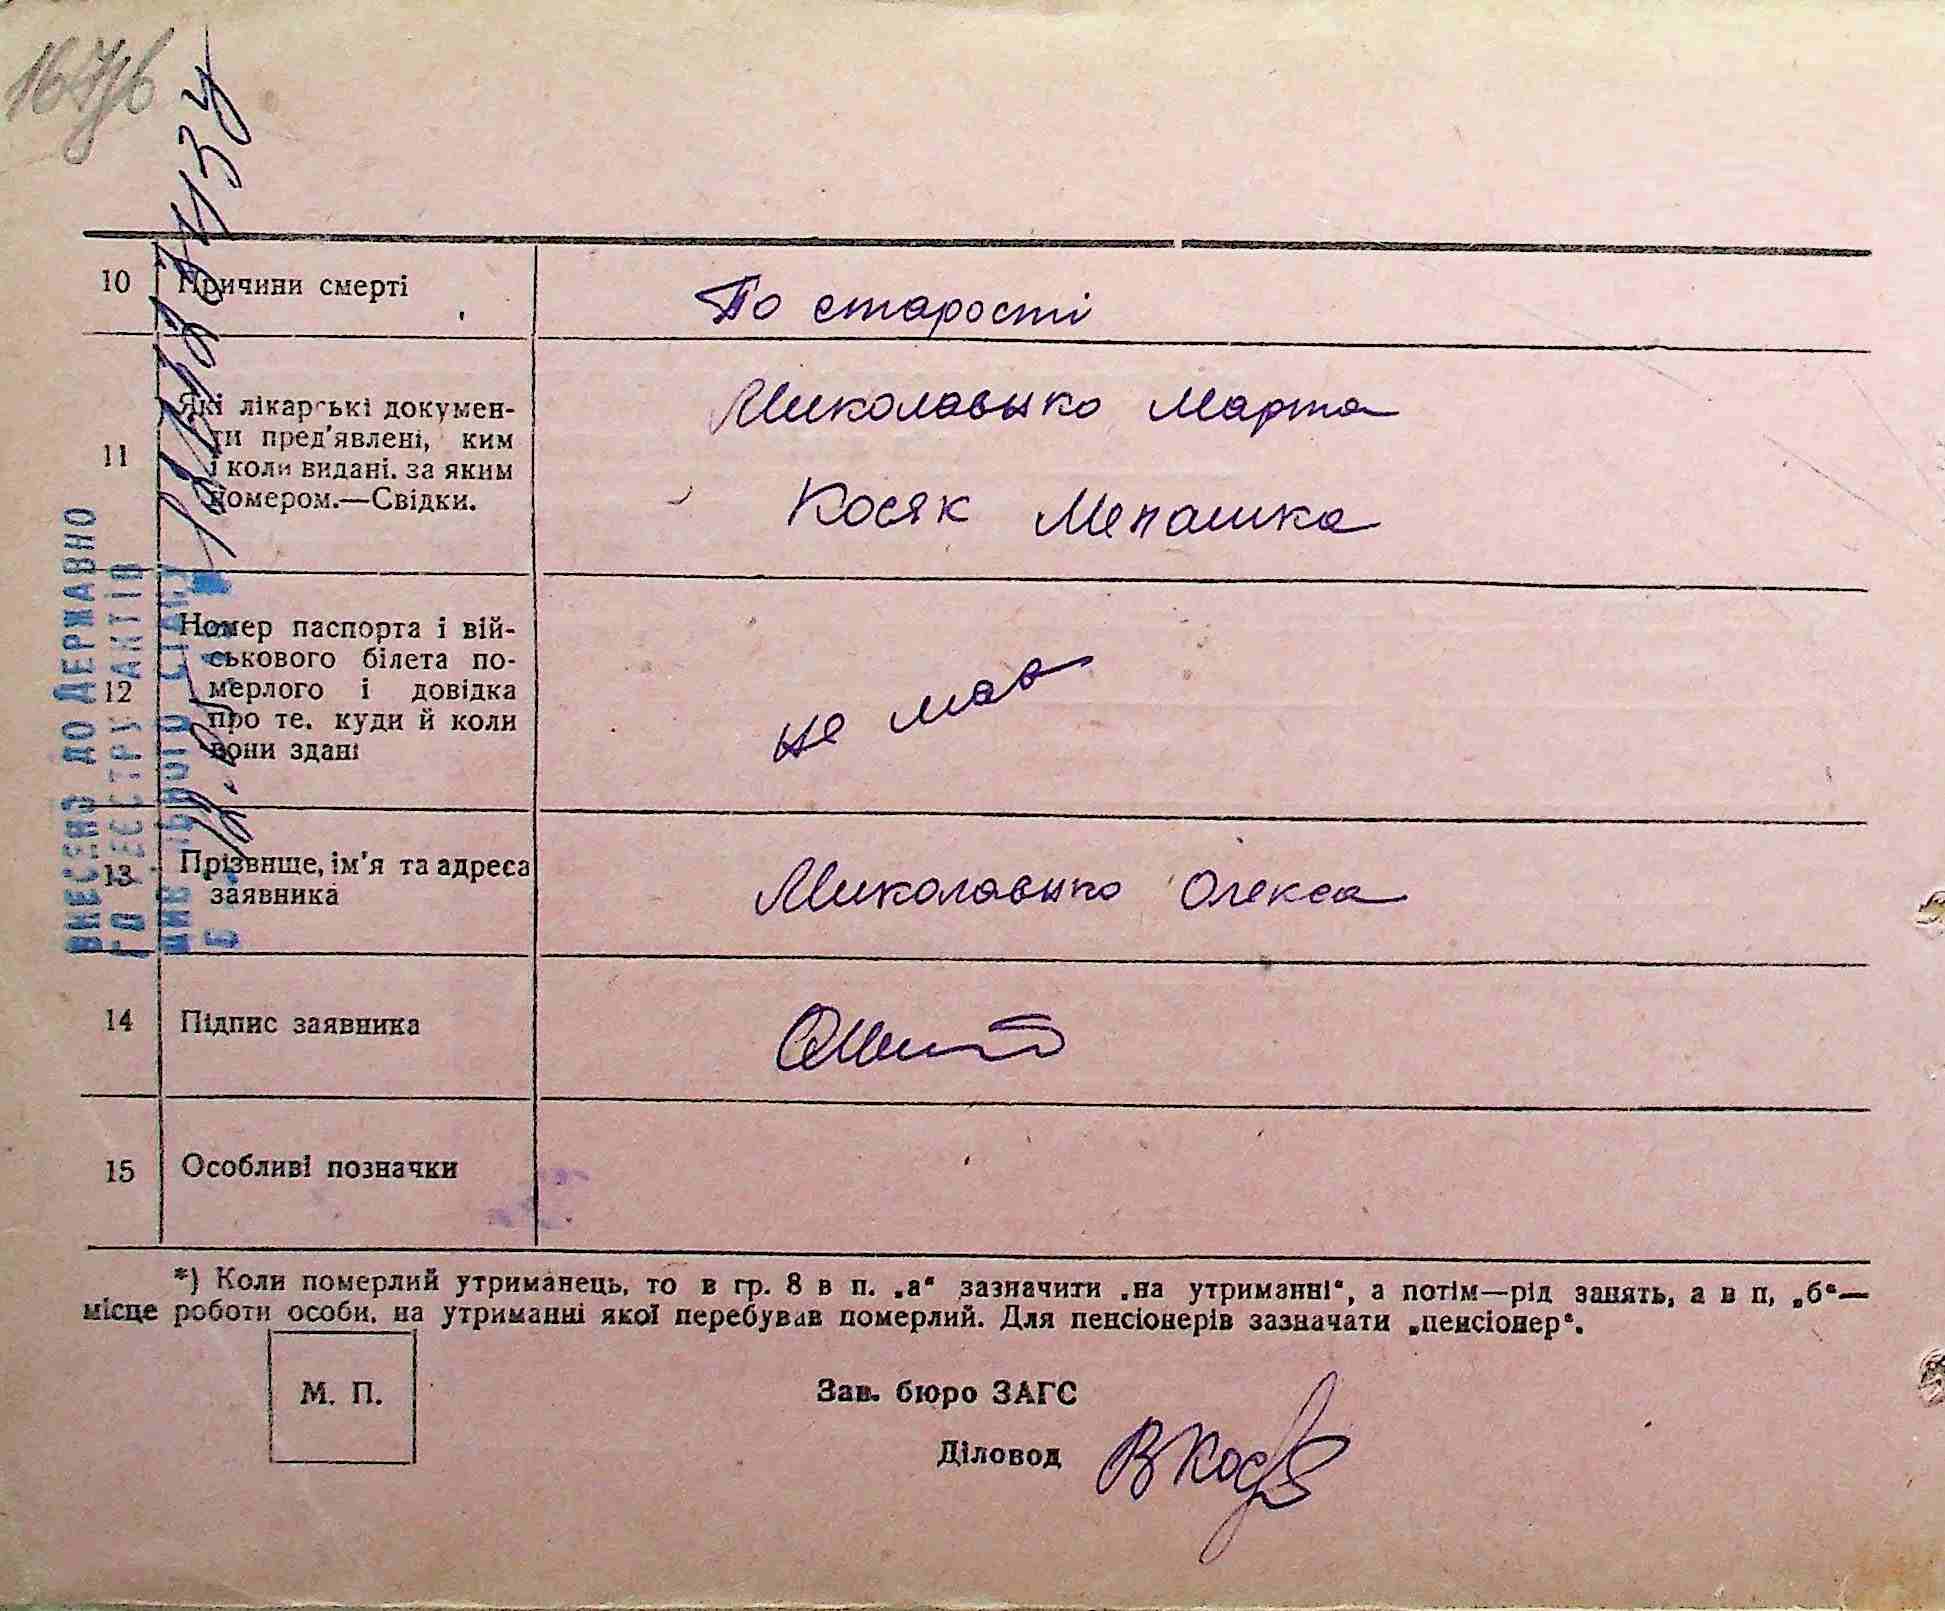 10 Причини смерті По старості
Миколавыко Марта
Які лікарські докумен-
ти пред'явлені, ким
11 і коли видані. за яким
номером.—Свідки. Косяк Мепашка
Номер паспорта і вій-
ськового білета по-
12 мерлого і довідка
про те. куди й коли
вони здані
не мав
13 Прізвище, ім'я та адреса
заявника
Миколавыко Олекса
14 Підпис заявника
15 Особливі позначки
ВНЕСЕНО ДО ДЕРЖАВНО
ГО РЕЄСТРУ АКТІВ
ЦИВІЛЬНОГО СТАНУ
*) Коли померлий утриманець, то в гр. 8 в п. „а“ зазначити „на утриманні“, а потім—рід занять, а в п, „б“—
місце роботи особи, на утриманні якої перебував померлий. Для пенсіонерів зазначати „пенсіонер“.
М. П.
Зав. бюро ЗАГС
Діловод